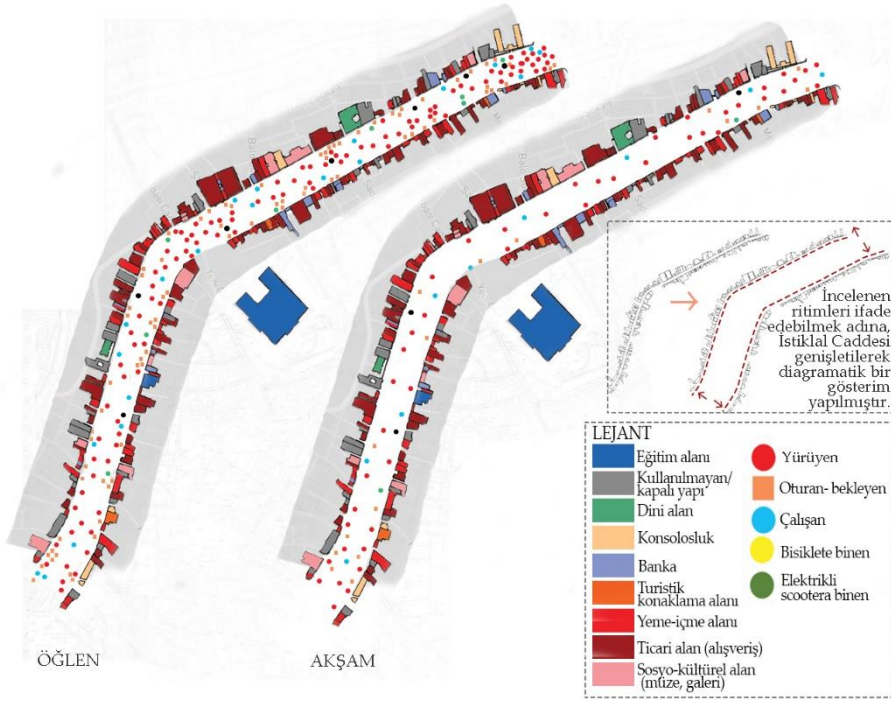 İncelenen
ritimleri ifade
edebilmek adına,
İstiklal Caddesi
genişletilerek
diagramatik bir
gösterim
yapılmıştır.
LEJANT
Eğitim alanı
Kullanılmayan/
kapalı yapı
Dini alan
Konsolosluk
Banka
Turistik
konaklama alanı
Yeme-içme alanı
Ticari alan (alışveriş)
Sosyo-kültürel alan
(müze, galeri)
Yürüyen
Oturan- bekleyen
Çalışan
Bisiklete binen
Elektrikli
scootera binen
ÖĞLEN
AKŞAM